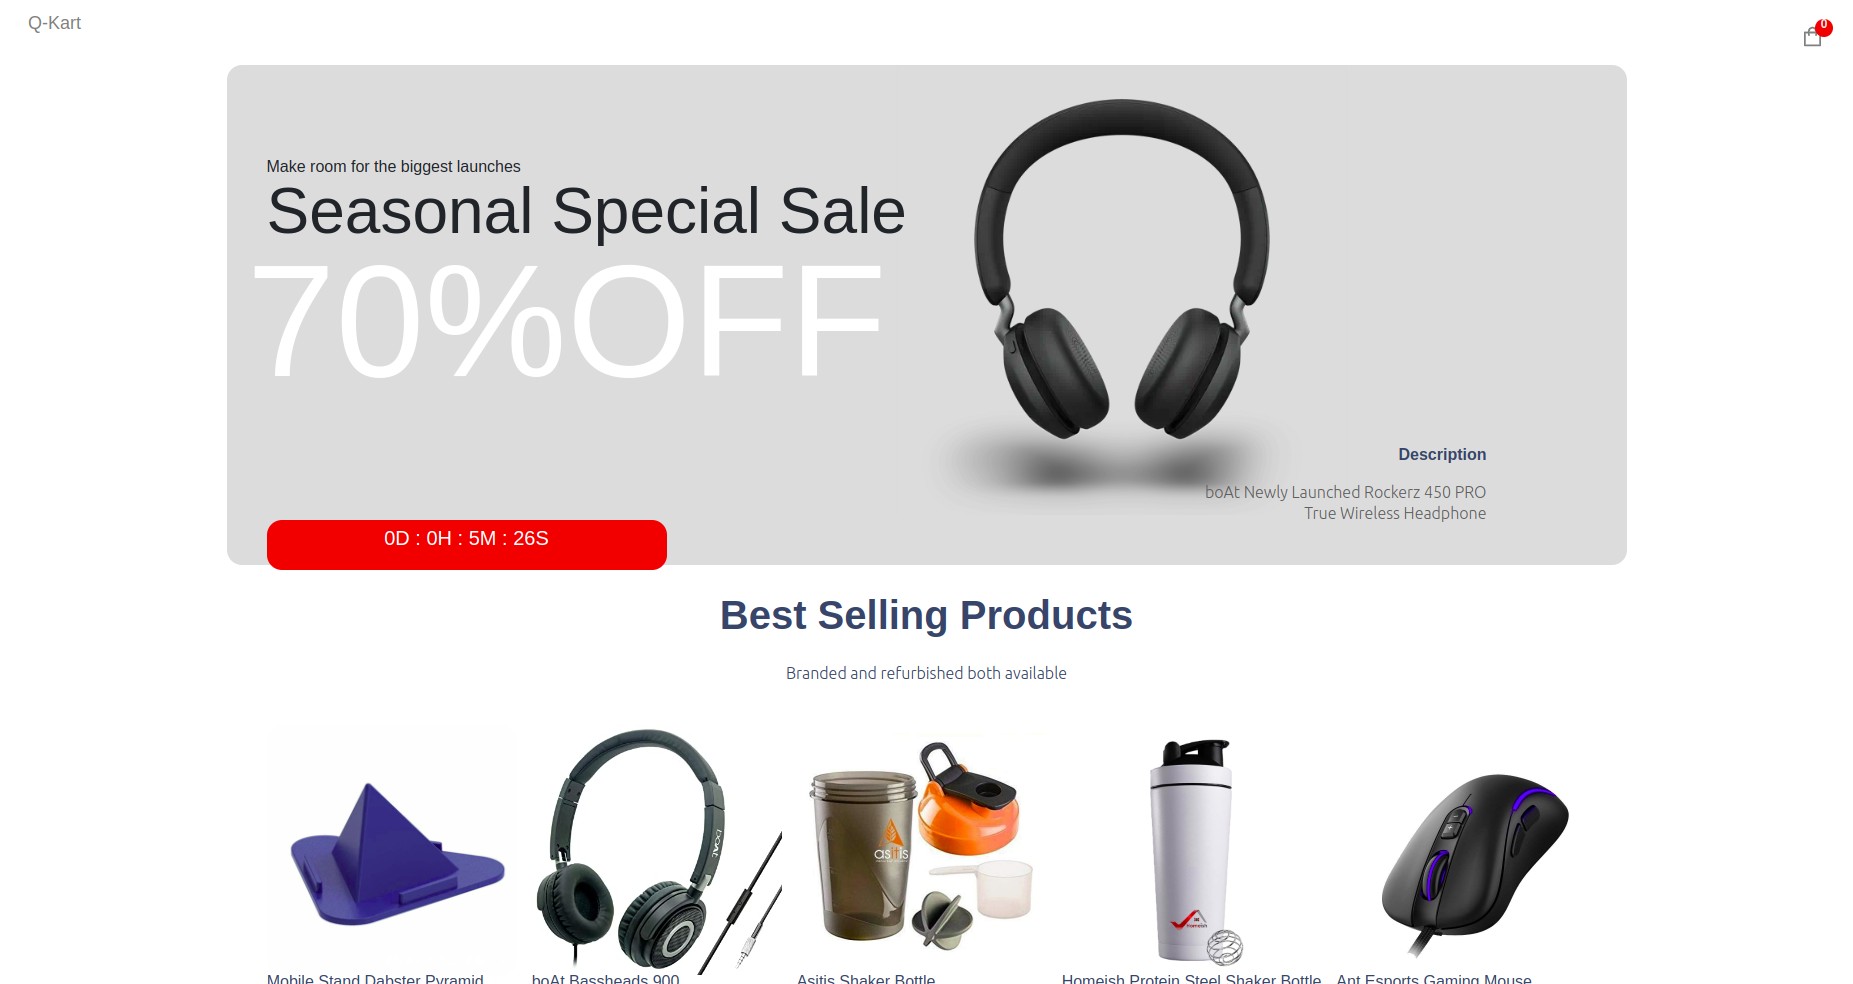 Q-Kart
0
Make room for the biggest launches
Seasonal Special Sale
70%OFF
Description
boAt Newly Launched Rockerz 450 PRO
True Wireless Headphone
0D : 0H : 5M : 26S
Best Selling Products
Branded and refurbished both available
boAt
asitis
Homeish
Mobile Stand Dabster Pyramid
boAt Bassheads 900
Asitis Shaker Bottle
Homeish Protein Steel Shaker Bottle
Ant Esports Gaming Mouse